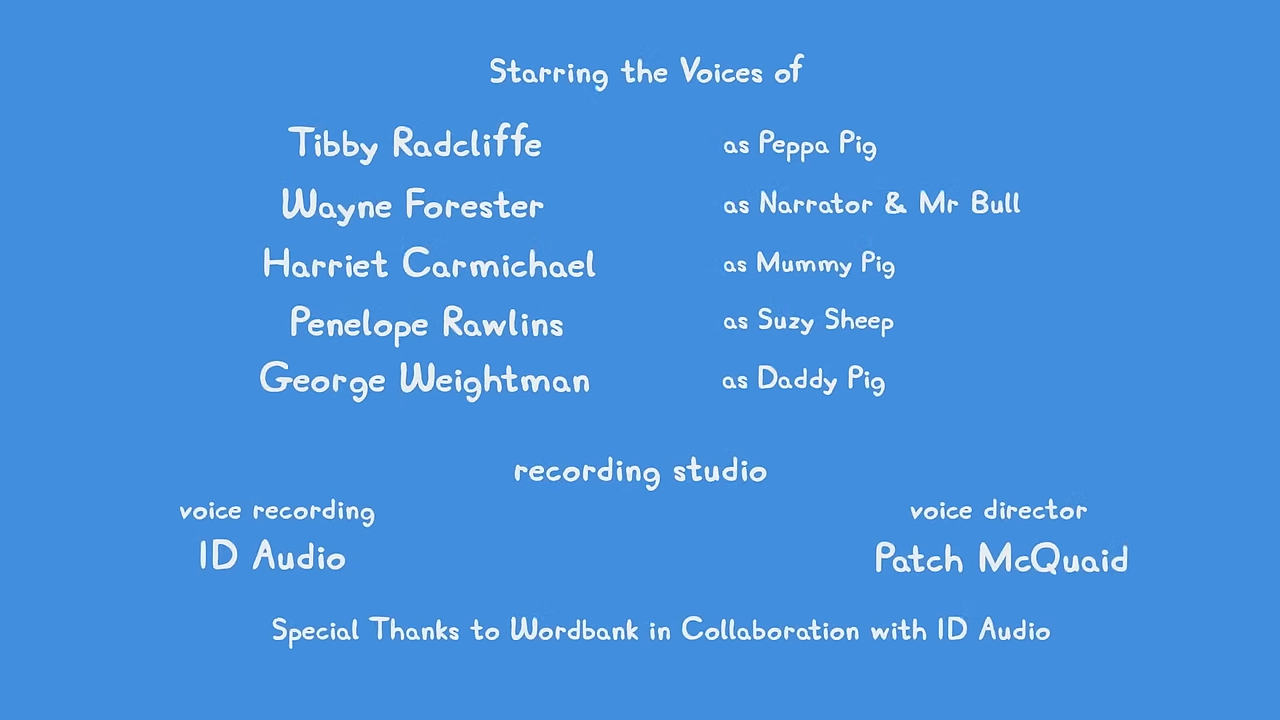 Starring the Voices of
Tibby Radcliffe as Peppa Pig
Wayne Forester as Narrator & Mr Bull
Harriet Carmichael as Mummy Pig
Penelope Rawlins as Suzy Sheep
George Weightman as Daddy Pig
recording studio
voice recording
ID Audio
voice director
Patch McQuaid
Special Thanks to Wordbank in Collaboration with ID Audio